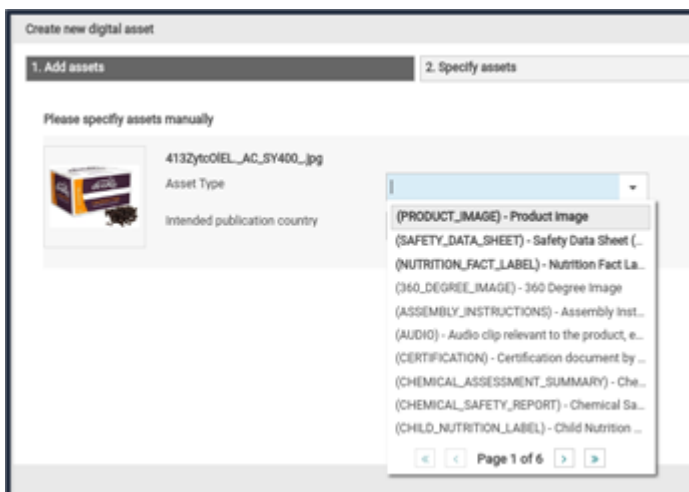 Create new digital asset
1. Add assets
2. Specify assets
Please specifiy assets manually
413ZytcOlEL._AC_SY400_.jpg
Asset Type
Intended publication country
(PRODUCT_IMAGE) - Product Image
(SAFETY_DATA_SHEET) - Safety Data Sheet (...
(NUTRITION_FACT_LABEL) - Nutrition Fact La...
(360_DEGREE_IMAGE) - 360 Degree Image
(ASSEMBLY_INSTRUCTIONS) - Assembly Inst...
(AUDIO) - Audio clip relevant to the product, e...
(CERTIFICATION) - Certification document by ...
(CHEMICAL_ASSESSMENT_SUMMARY) - Che...
(CHEMICAL_SAFETY_REPORT) - Chemical Sa...
(CHILD_NUTRITION_LABEL) - Child Nutrition ...
« ‹ Page 1 of 6 › »